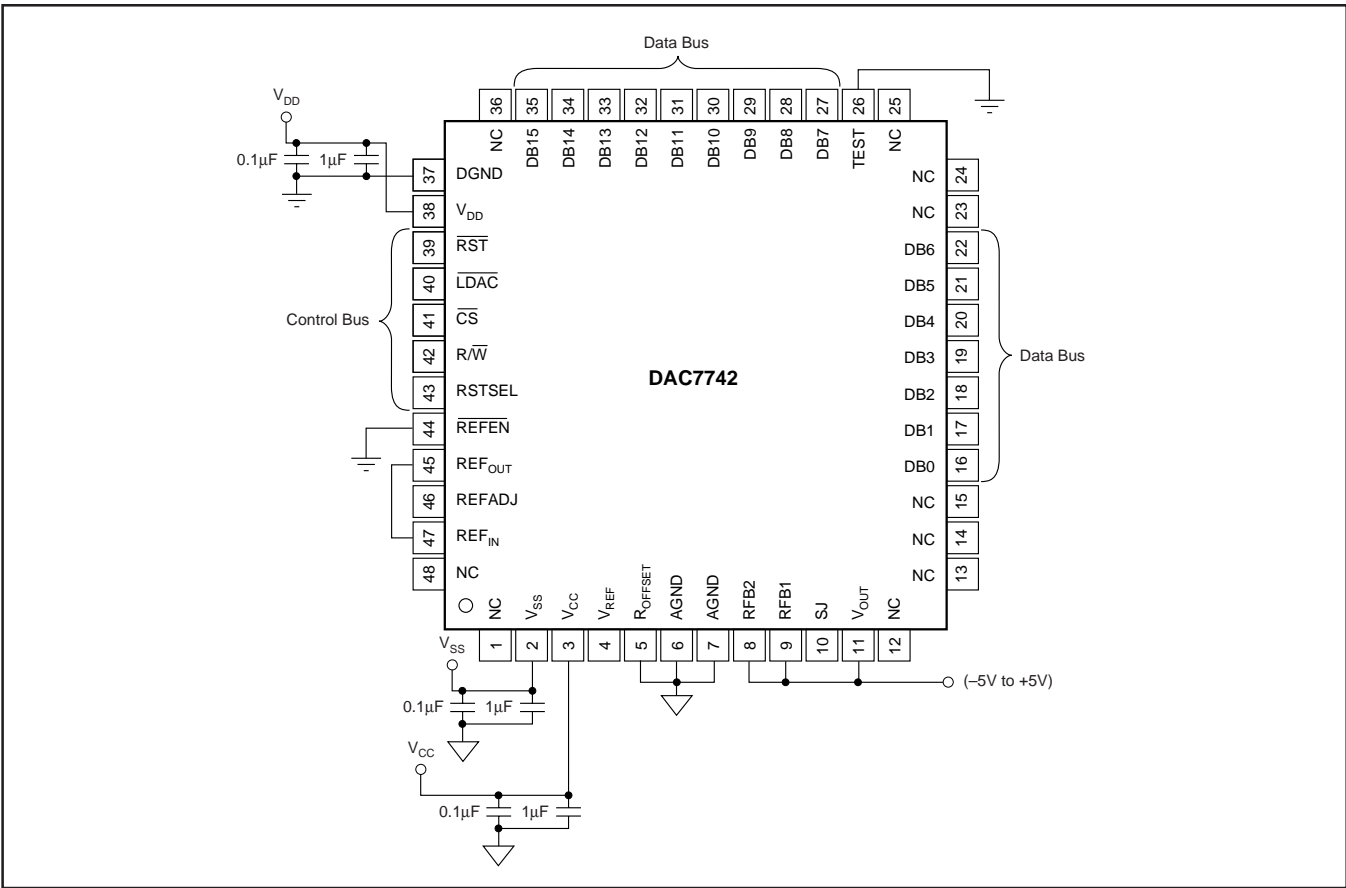 Data Bus
V_DD
0.1μF 1μF
36 35 34 33 32 31 30 29 28 27 26 25
NC DB15 DB14 DB13 DB12 DB11 DB10 DB9 DB8 DB7 TEST NC
37 DGND
38 V_DD
39 R̅S̅T̅
40 L̅D̅A̅C̅
41 C̅S̅
42 R/W̅
43 RSTSEL
44 R̅E̅F̅E̅N̅
45 REF_OUT
46 REFADJ
47 REF_IN
48 NC
Control Bus
DAC7742
NC 24
NC 23
DB6 22
DB5 21
DB4 20
DB3 19
DB2 18
DB1 17
DB0 16
NC 15
NC 14
NC 13
Data Bus
NC V_SS V_CC V_REF R_OFFSET AGND AGND RFB2 RFB1 SJ V_OUT NC
1 2 3 4 5 6 7 8 9 10 11 12
V_SS
0.1μF 1μF
(–5V to +5V)
V_CC
0.1μF 1μF